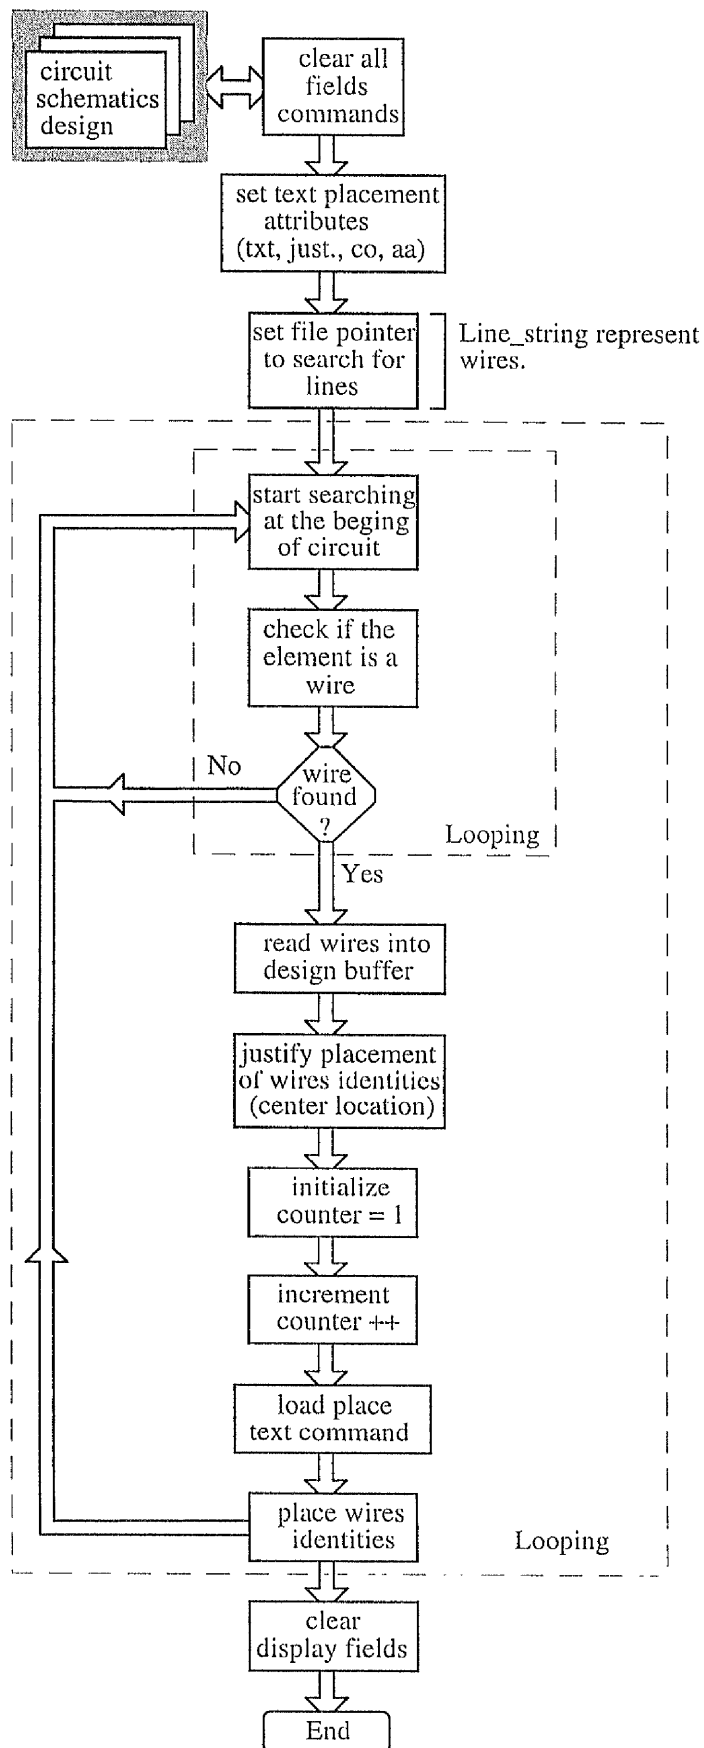 circuit
schematics
design
clear all
fields
commands
set text placement
attributes
(txt, just., co, aa)
set file pointer
to search for
lines
Line_string represent
wires.
start searching
at the beging
of circuit
check if the
element is a
wire
No
wire
found
?
Looping
Yes
read wires into
design buffer
justify placement
of wires identities
(center location)
initialize
counter = 1
increment
counter ++
load place
text command
place wires
identities
Looping
clear
display fields
End